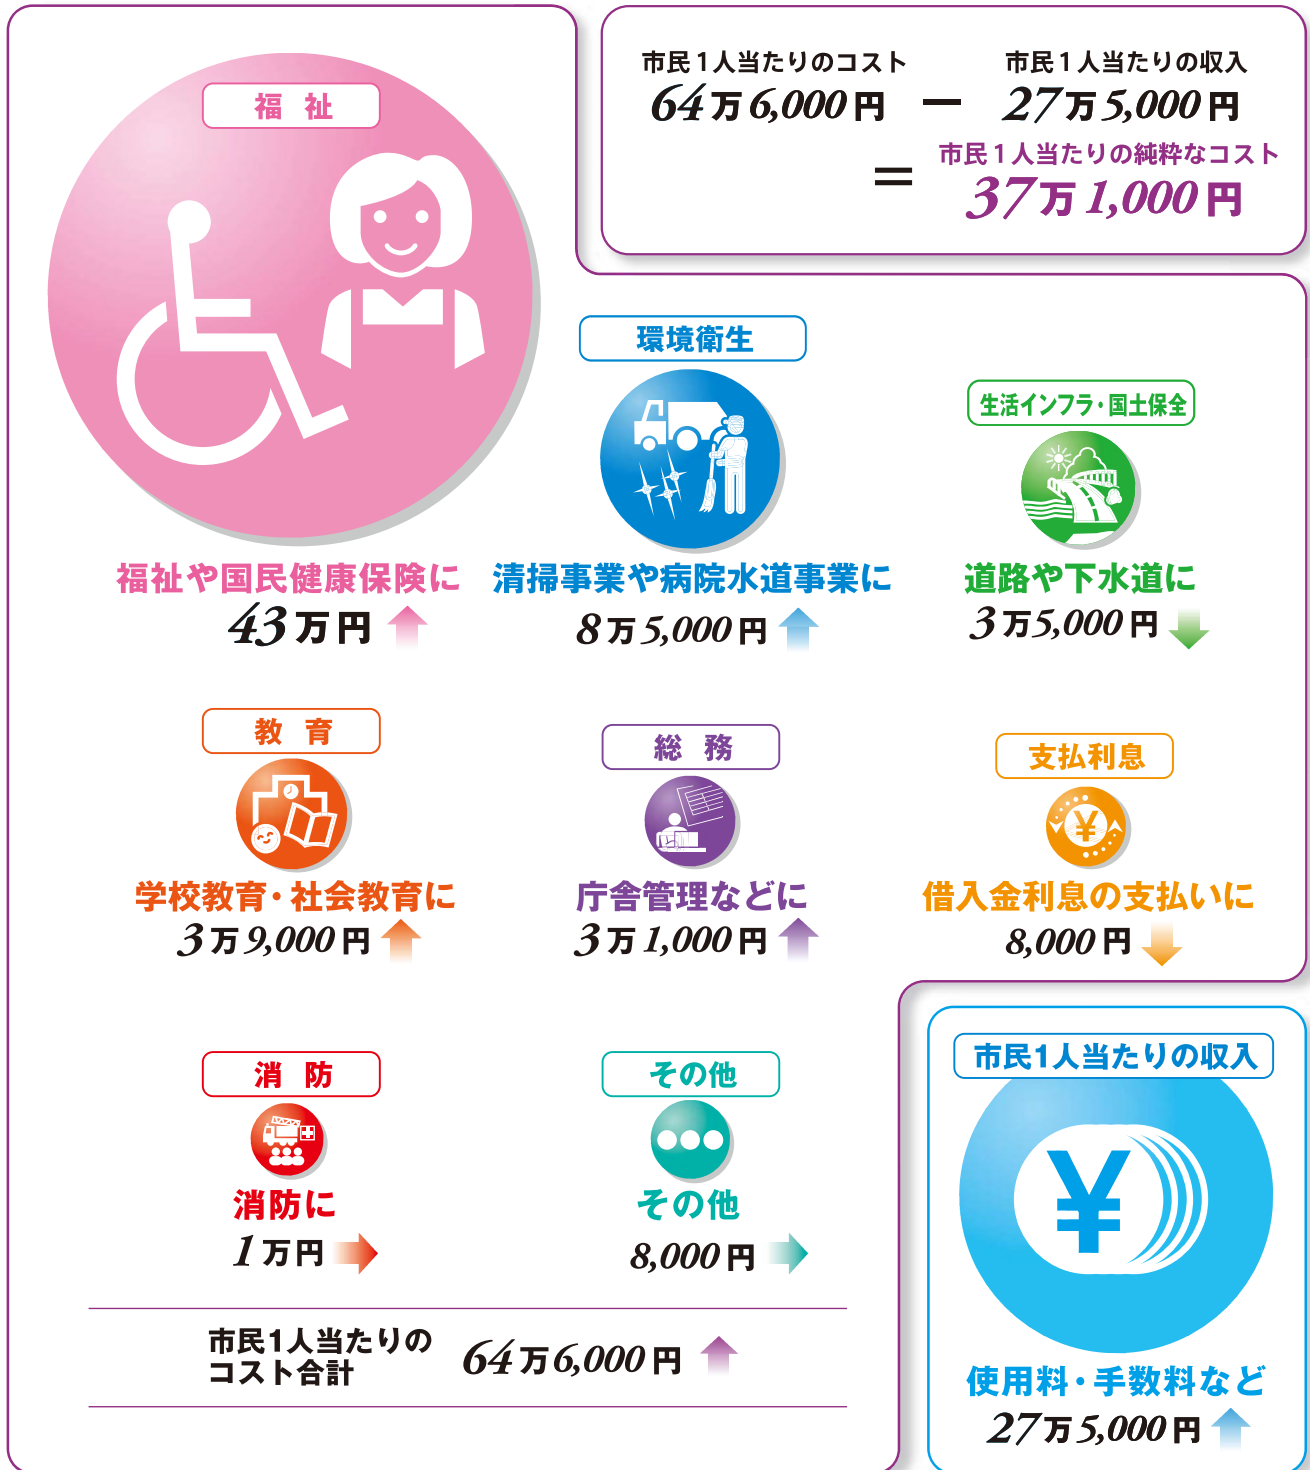 市民1人当たりのコスト
64万6,000円
－
市民1人当たりの収入
27万5,000円
＝
市民1人当たりの純粋なコスト
37万1,000円
福祉
福祉や国民健康保険に
43万円
環境衛生
清掃事業や病院水道事業に
8万5,000円
生活インフラ・国土保全
道路や下水道に
3万5,000円
教育
学校教育・社会教育に
3万9,000円
総務
庁舎管理などに
3万1,000円
支払利息
¥
借入金利息の支払いに
8,000円
消防
消防に
1万円
その他
その他
8,000円
市民1人当たりの
コスト合計
64万6,000円
市民1人当たりの収入
¥
使用料・手数料など
27万5,000円